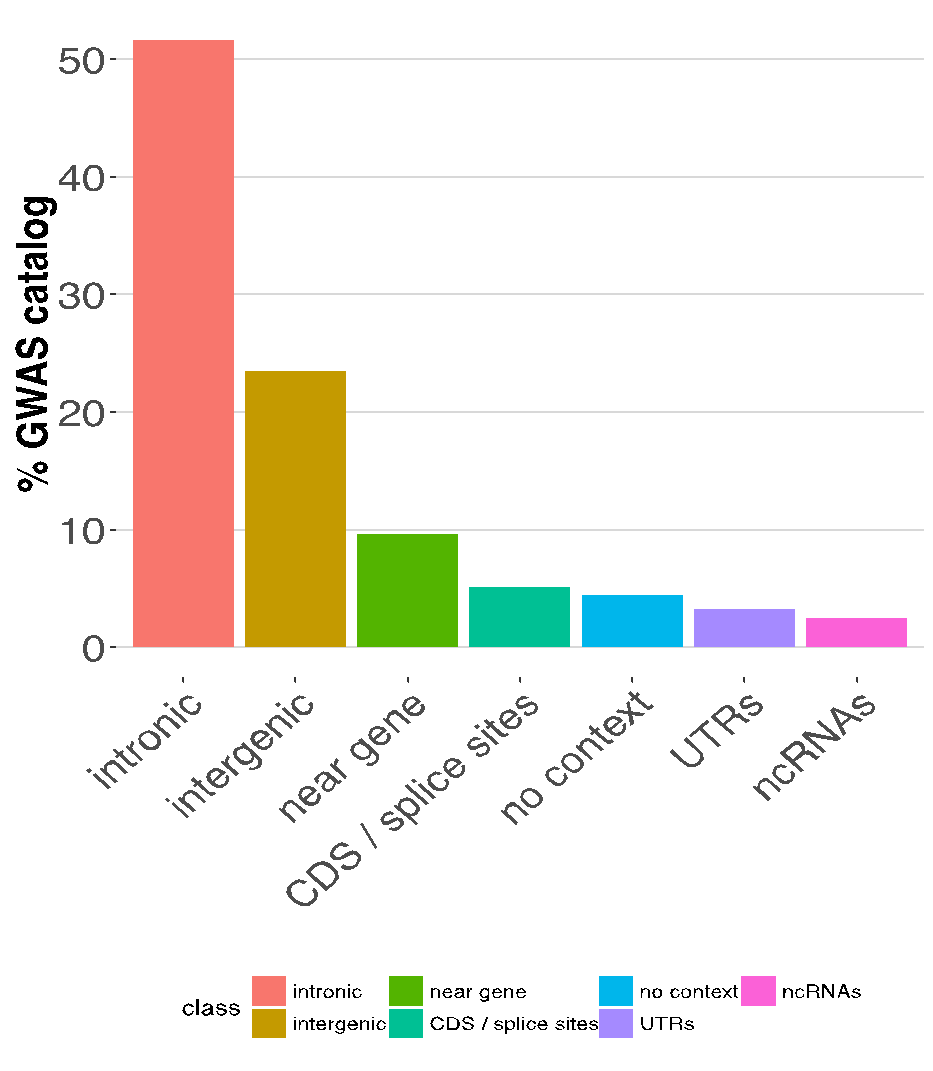 % GWAS catalog
50
40
30
20
10
0
intronic
intergenic
near gene
CDS / splice sites
no context
UTRs
ncRNAs
class
intronic
near gene
no context
ncRNAs
intergenic
CDS / splice sites
UTRs